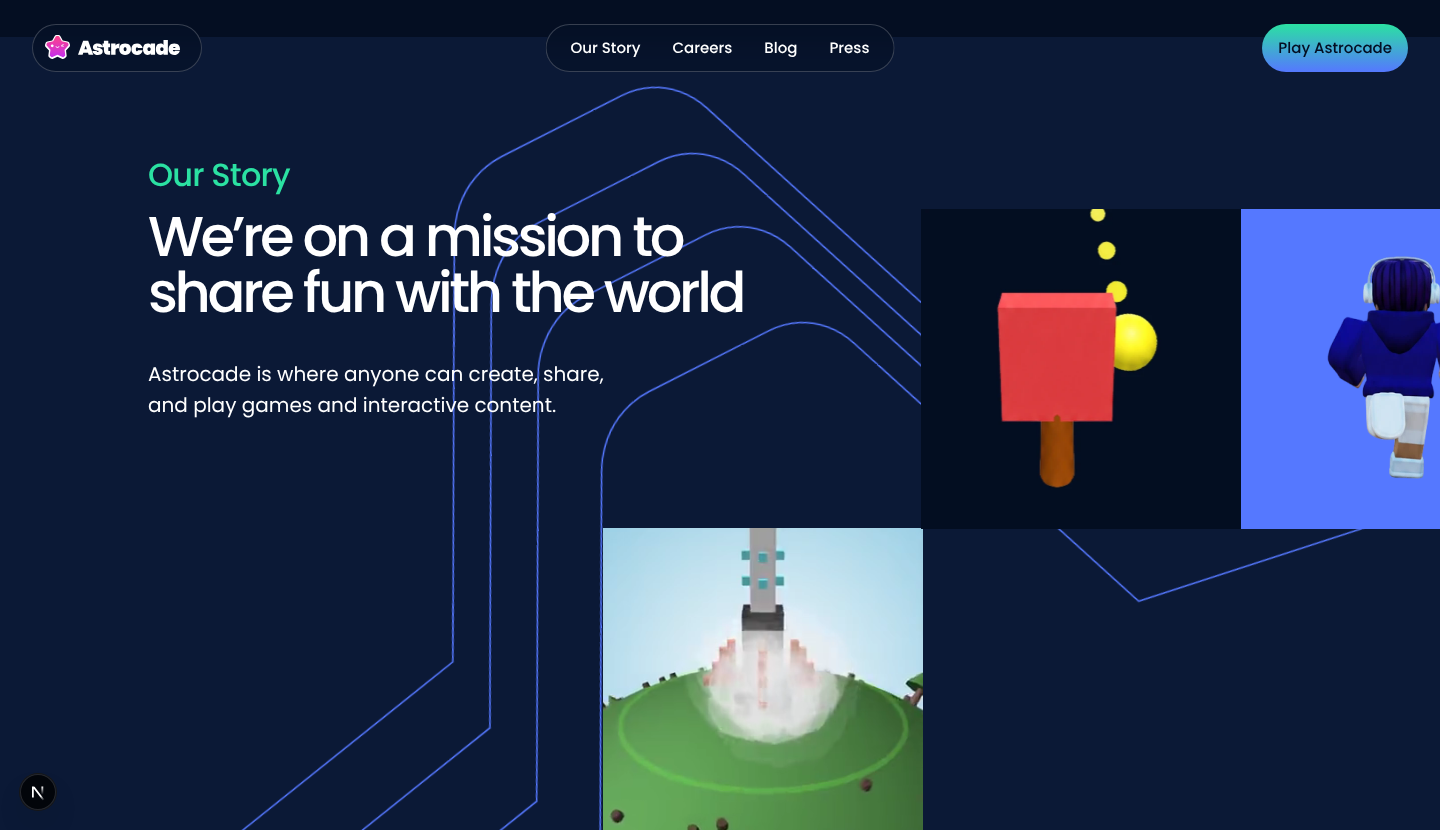 Astrocade
Our Story
Careers
Blog
Press
Play Astrocade
Our Story
We’re on a mission to
share fun with the world
Astrocade is where anyone can create, share,
and play games and interactive content.
N